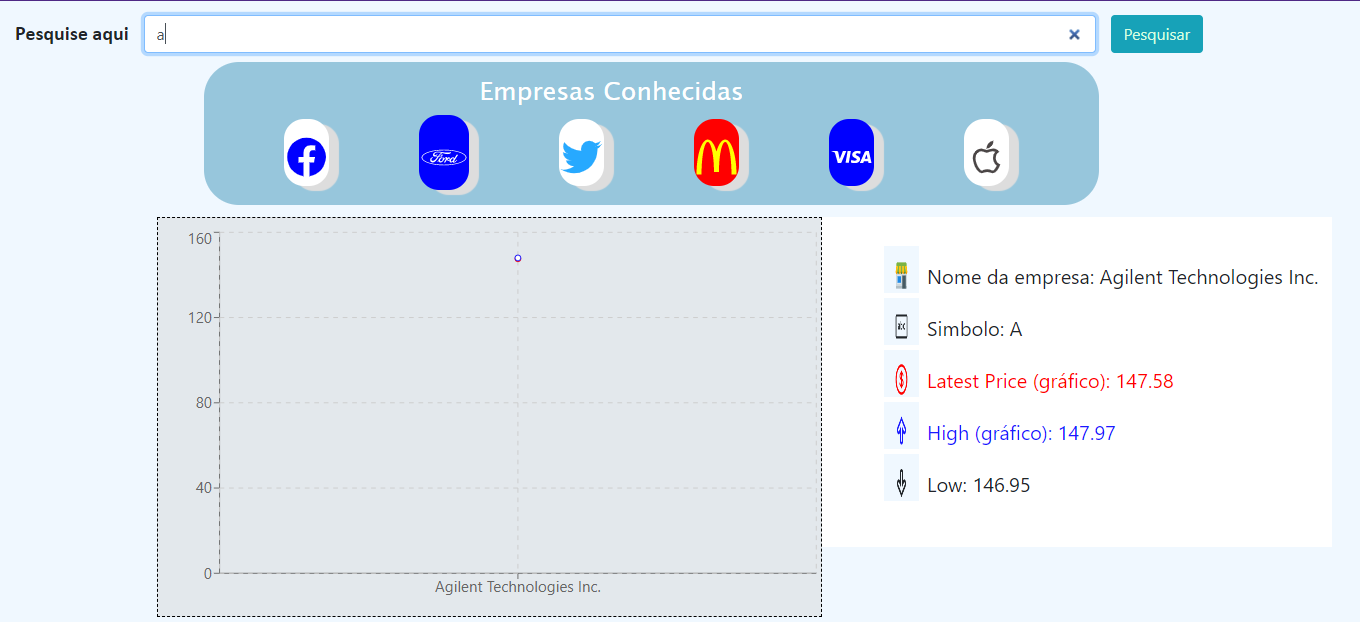 Pesquise aqui
a
Pesquisar
Empresas Conhecidas
Ford
VISA
160
120
80
40
0
Agilent Technologies Inc.
Nome da empresa: Agilent Technologies Inc.
abc
Simbolo: A
Latest Price (gráfico): 147.58
High (gráfico): 147.97
Low: 146.95